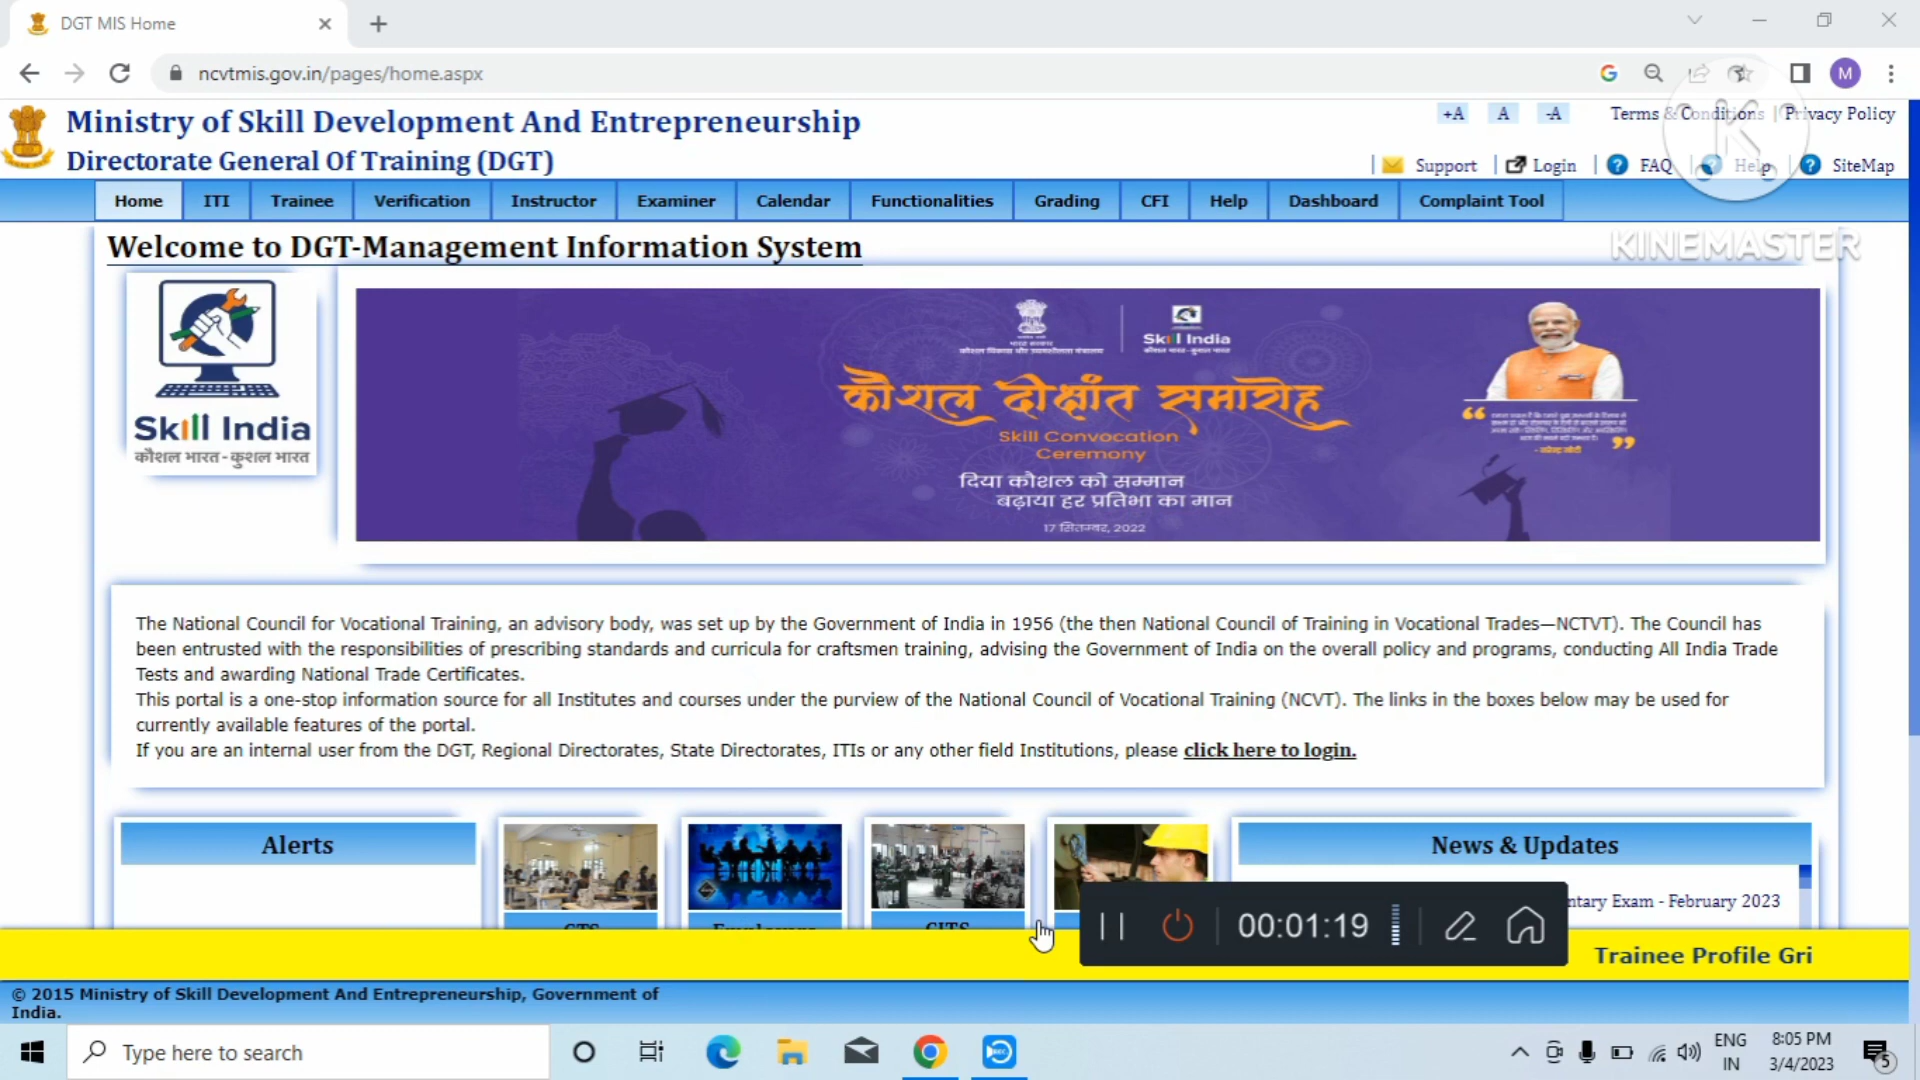 DGT MIS Home
ncvtmis.gov.in/pages/home.aspx
M
Ministry of Skill Development And Entrepreneurship
Directorate General Of Training (DGT)
+A A -A Terms & Conditions | Privacy Policy
Support Login FAQ Help SiteMap
K
Home ITI Trainee Verification Instructor Examiner Calendar Functionalities Grading CFI Help Dashboard Complaint Tool
KINEMASTER
Welcome to DGT-Management Information System
Skill India
कौशल भारत - कुशल भारत
Skill India
कौशल भारत - कुशल भारत
कौशल दीक्षांत समारोह
Skill Convocation
Ceremony
दिया कौशल को सम्मान
बढ़ाया हर प्रतिभा का मान
17 सितम्बर, 2022
The National Council for Vocational Training, an advisory body, was set up by the Government of India in 1956 (the then National Council of Training in Vocational Trades—NCTVT). The Council has
been entrusted with the responsibilities of prescribing standards and curricula for craftsmen training, advising the Government of India on the overall policy and programs, conducting All India Trade
Tests and awarding National Trade Certificates.
This portal is a one-stop information source for all Institutes and courses under the purview of the National Council of Vocational Training (NCVT). The links in the boxes below may be used for
currently available features of the portal.
If you are an internal user from the DGT, Regional Directorates, State Directorates, ITIs or any other field Institutions, please click here to login.
Alerts
CTS
Employers
CITS
News & Updates
ntary Exam - February 2023
00:01:19
Trainee Profile Gri
© 2015 Ministry of Skill Development And Entrepreneurship, Government of
India.
Type here to search
ENG
IN
8:05 PM
3/4/2023
5